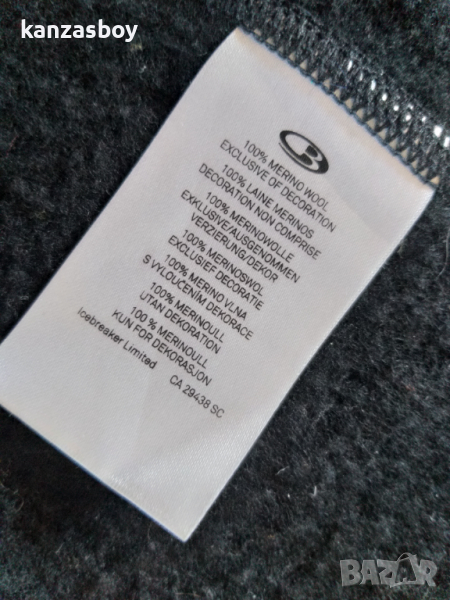 kanzasboy
100% MERINO WOOL
EXCLUSIVE OF DECORATION
100% LAINE MERINOS
DECORATION NON COMPRISE
100% MERINOWOLLE
EXKLUSIVE/AUSGENOMMEN
VERZIERUNG/DEKOR
100% MERINOSWOL
EXCLUSIEF DECORATIE
100% MERINO VLNA
S VYLOUCENÍM DEKORACE
100% MERINOULL
UTAN DEKORATION
100% MERINOULL
KUN FOR DEKORASJON
Icebreaker Limited CA 29438 SC
BAZAR